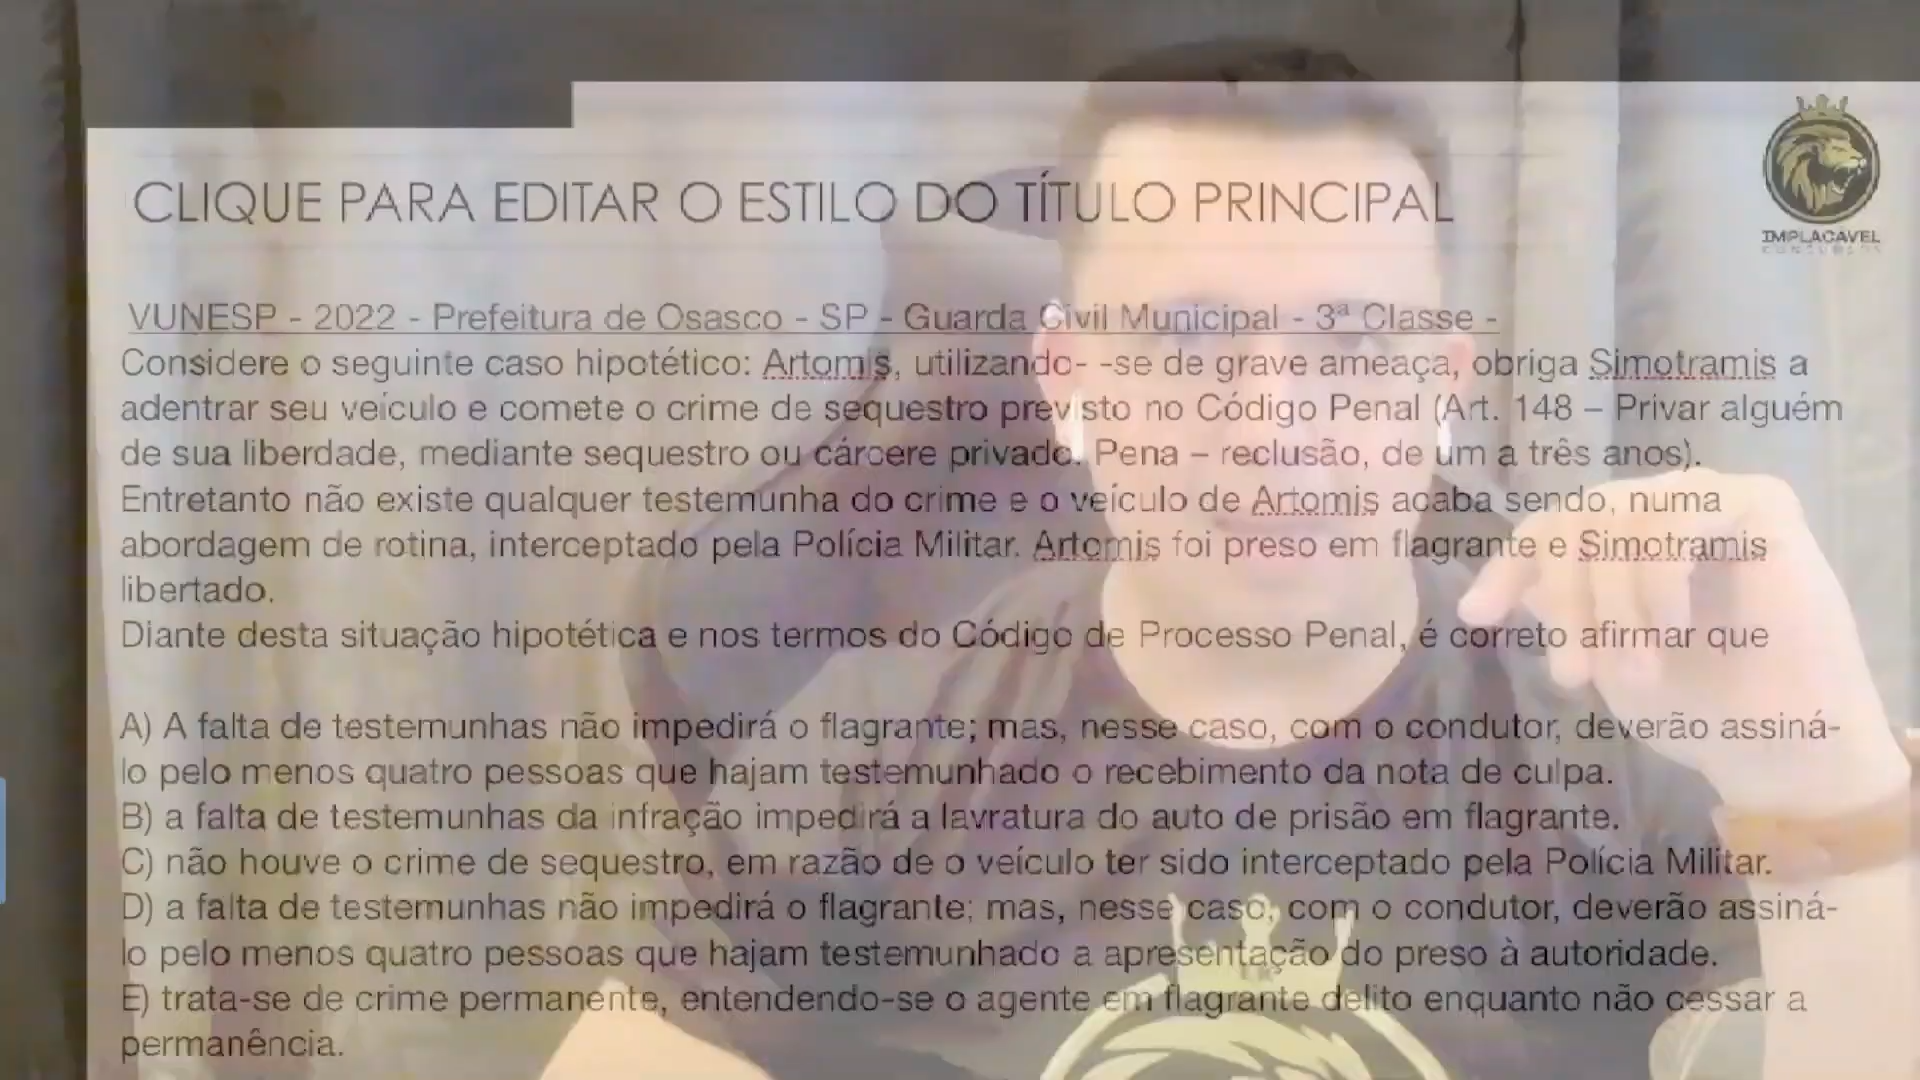 CLIQUE PARA EDITAR O ESTILO DO TÍTULO PRINCIPAL
IMPLACÁVEL
CONCURSOS
VUNESP - 2022 - Prefeitura de Osasco - SP - Guarda Civil Municipal - 3ª Classe -
Considere o seguinte caso hipotético: Artomis, utilizando- -se de grave ameaça, obriga Simotramis a
adentrar seu veículo e comete o crime de sequestro previsto no Código Penal (Art. 148 – Privar alguém
de sua liberdade, mediante sequestro ou cárcere privado. Pena – reclusão, de um a três anos).
Entretanto não existe qualquer testemunha do crime e o veículo de Artomis acaba sendo, numa
abordagem de rotina, interceptado pela Polícia Militar. Artomis foi preso em flagrante e Simotramis
libertado.
Diante desta situação hipotética e nos termos do Código de Processo Penal, é correto afirmar que
A) A falta de testemunhas não impedirá o flagrante; mas, nesse caso, com o condutor, deverão assiná-
lo pelo menos quatro pessoas que hajam testemunhado o recebimento da nota de culpa.
B) a falta de testemunhas da infração impedirá a lavratura do auto de prisão em flagrante.
C) não houve o crime de sequestro, em razão de o veículo ter sido interceptado pela Polícia Militar.
D) a falta de testemunhas não impedirá o flagrante; mas, nesse caso, com o condutor, deverão assiná-
lo pelo menos quatro pessoas que hajam testemunhado a apresentação do preso à autoridade.
E) trata-se de crime permanente, entendendo-se o agente em flagrante delito enquanto não cessar a
permanência.